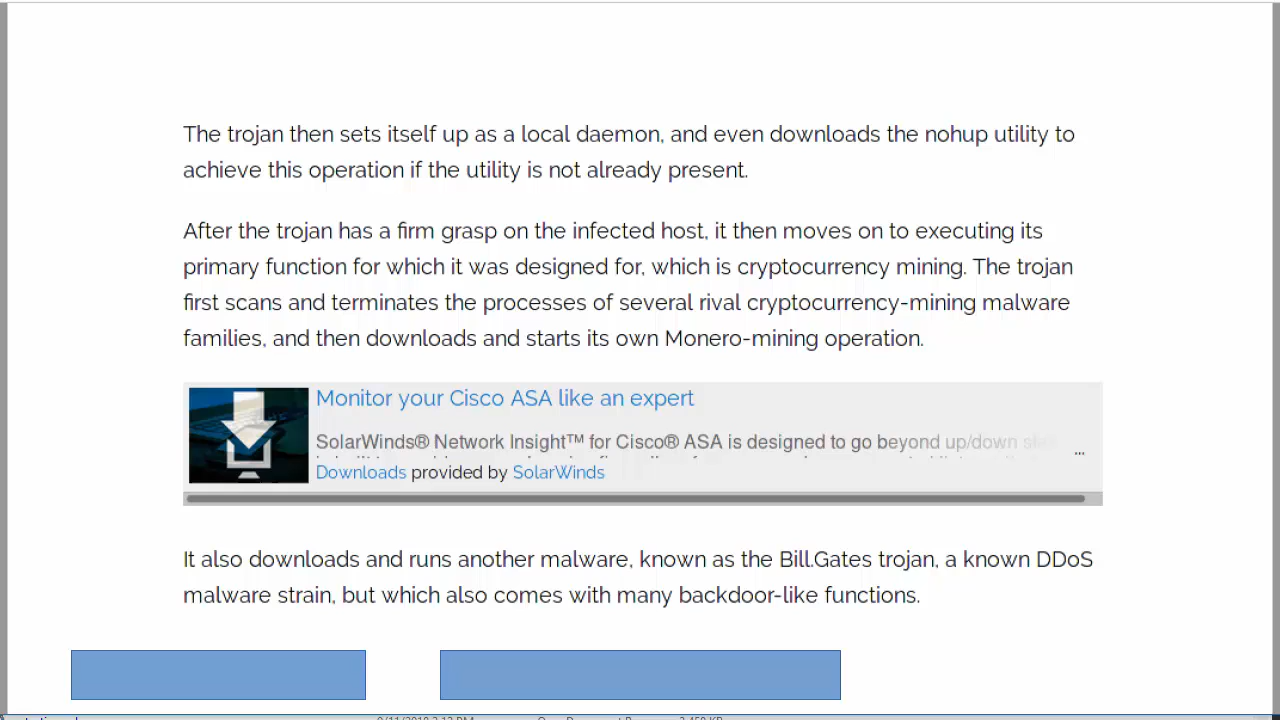 The trojan then sets itself up as a local daemon, and even downloads the nohup utility to
achieve this operation if the utility is not already present.
After the trojan has a firm grasp on the infected host, it then moves on to executing its
primary function for which it was designed for, which is cryptocurrency mining. The trojan
first scans and terminates the processes of several rival cryptocurrency-mining malware
families, and then downloads and starts its own Monero-mining operation.
Monitor your Cisco ASA like an expert
SolarWinds® Network Insight™ for Cisco® ASA is designed to go beyond up/down
...
Downloads provided by SolarWinds
It also downloads and runs another malware, known as the Bill.Gates trojan, a known DDoS
malware strain, but which also comes with many backdoor-like functions.